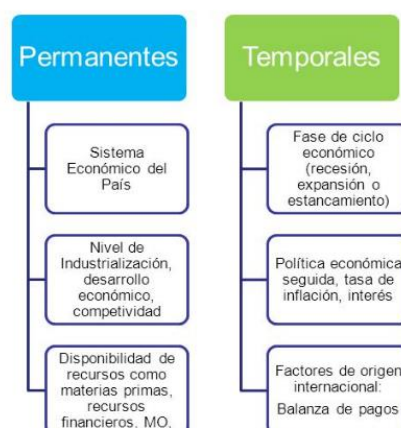 Permanentes
Sistema
Económico del
País
Nivel de
Industrialización,
desarrollo
económico,
competividad
Disponibilidad de
recursos como
materias primas,
recursos
financieros, MO,
Temporales
Fase de ciclo
económico
(recesión,
expansión o
estancamiento)
Política económica
seguida, tasa de
inflación, interés
Factores de origen
internacional:
Balanza de pagos